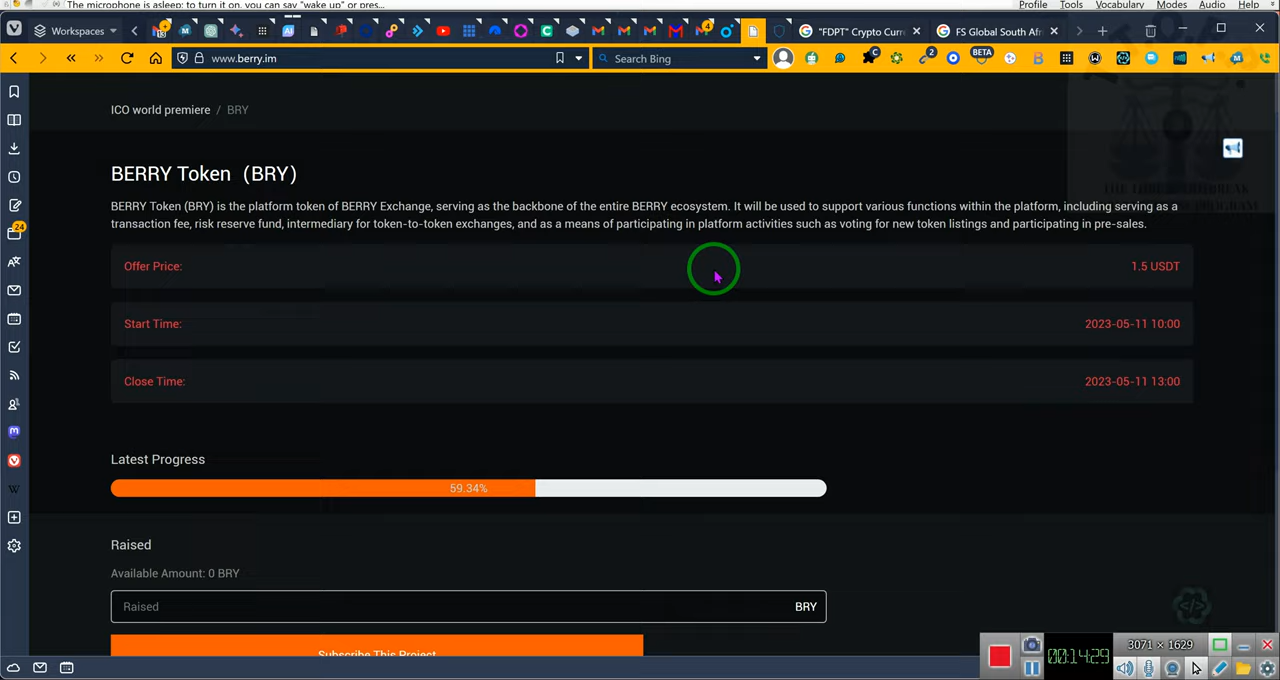 The microphone is asleep: to turn it on, you can say "wake up" or pres...
Profile Tools Vocabulary Modes Audio Help
Workspaces "FDPT" Crypto Curre FS Global South Afri
www.berry.im Search Bing BETA
ICO world premiere / BRY
BERRY Token (BRY)
BERRY Token (BRY) is the platform token of BERRY Exchange, serving as the backbone of the entire BERRY ecosystem. It will be used to support various functions within the platform, including serving as a
transaction fee, risk reserve fund, intermediary for token-to-token exchanges, and as a means of participating in platform activities such as voting for new token listings and participating in pre-sales.
Offer Price: 1.5 USDT
Start Time: 2023-05-11 10:00
Close Time: 2023-05-11 13:00
Latest Progress
59.34%
Raised
Available Amount: 0 BRY
Raised BRY
Subscribe This Project
3071 × 1629
00:14:29
24